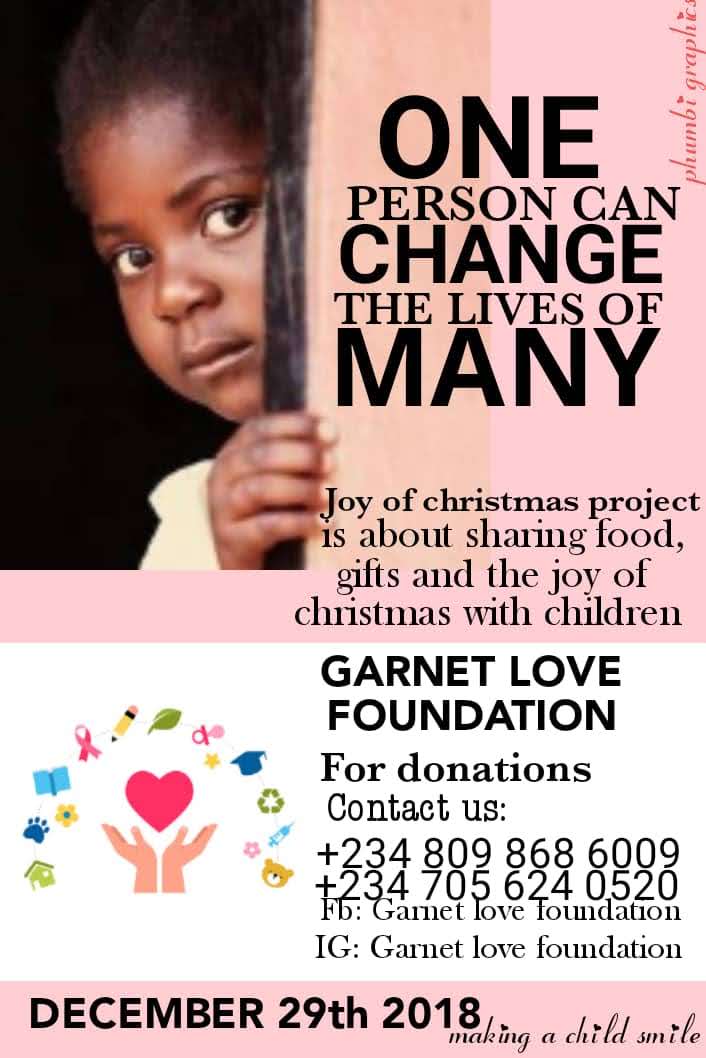 phumbi graphics
ONE
PERSON CAN
CHANGE
THE LIVES OF
MANY
Joy of christmas project
is about sharing food,
gifts and the joy of
christmas with children
GARNET LOVE
FOUNDATION
For donations
Contact us:
+234 809 868 6009
+234 705 624 0520
Fb: Garnet love foundation
IG: Garnet love foundation
DECEMBER 29th 2018
making a child smile